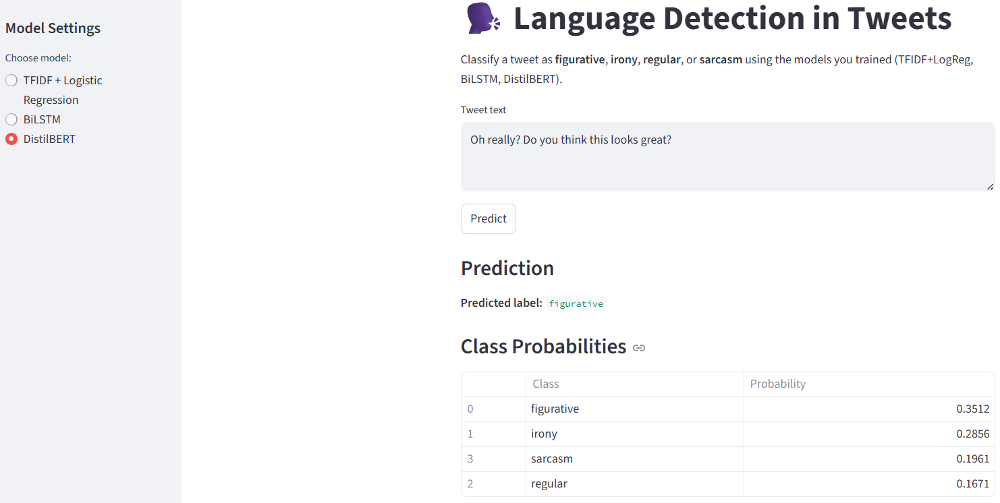 Model Settings
Choose model:
TFIDF + Logistic
Regression
BiLSTM
DistilBERT
Language Detection in Tweets
Classify a tweet as figurative, irony, regular, or sarcasm using the models you trained (TFIDF+LogReg,
BiLSTM, DistilBERT).
Tweet text
Oh really? Do you think this looks great?
Predict
Prediction
Predicted label: figurative
Class Probabilities
Class Probability
0 figurative 0.3512
1 irony 0.2856
3 sarcasm 0.1961
2 regular 0.1671